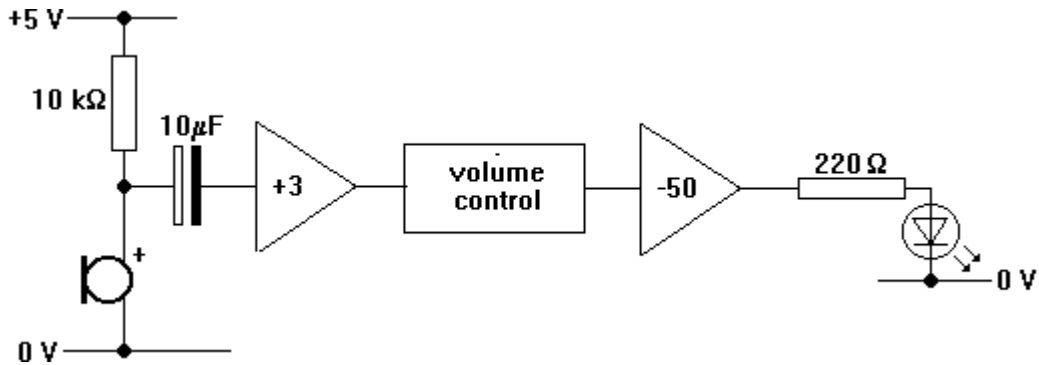 +5 V
10 kΩ
10μF
+3
volume
control
-50
220 Ω
+
0 V
0 V